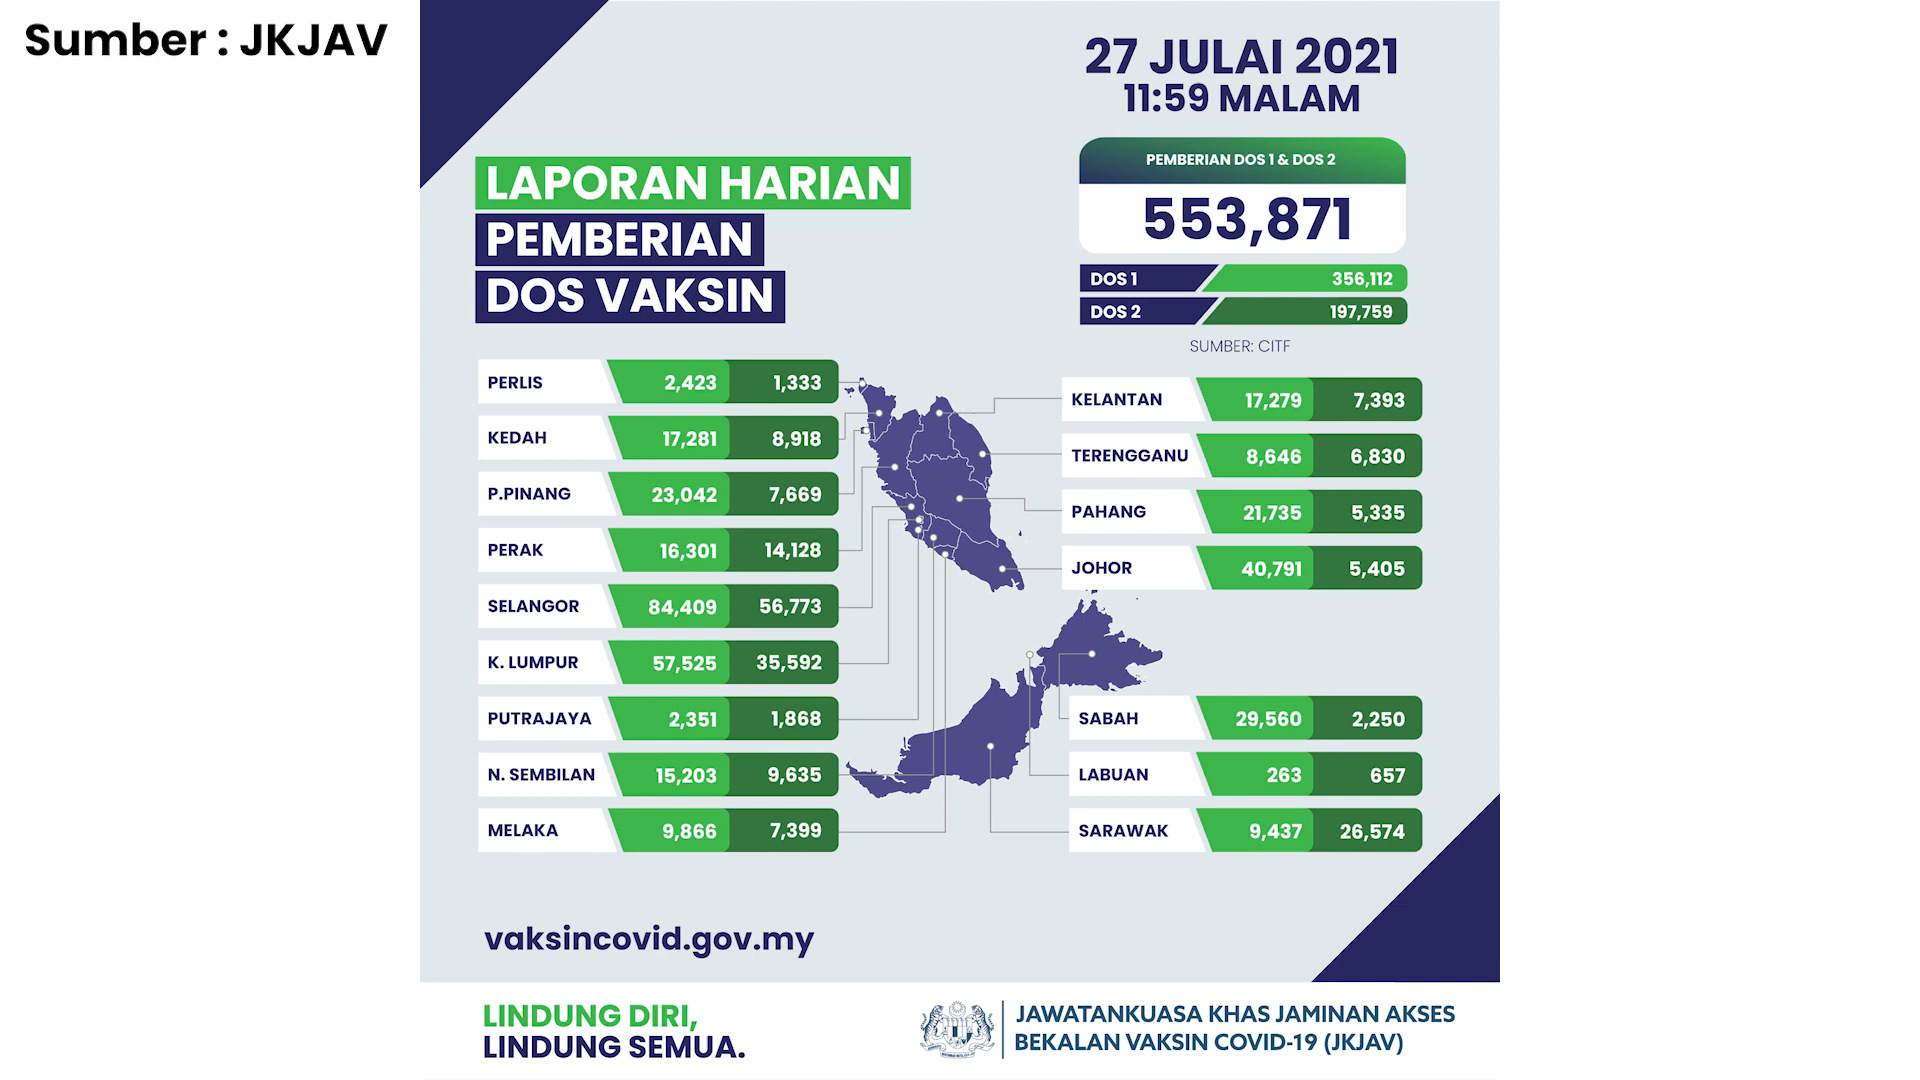 Sumber : JKJAV
27 JULAI 2021
11:59 MALAM
PEMBERIAN DOS 1 & DOS 2
553,871
DOS 1 356,112
DOS 2 197,759
SUMBER: CITF
LAPORAN HARIAN
PEMBERIAN
DOS VAKSIN
PERLIS 2,423 1,333
KEDAH 17,281 8,918
P.PINANG 23,042 7,669
PERAK 16,301 14,128
SELANGOR 84,409 56,773
K. LUMPUR 57,525 35,592
PUTRAJAYA 2,351 1,868
N. SEMBILAN 15,203 9,635
MELAKA 9,866 7,399
KELANTAN 17,279 7,393
TERENGGANU 8,646 6,830
PAHANG 21,735 5,335
JOHOR 40,791 5,405
SABAH 29,560 2,250
LABUAN 263 657
SARAWAK 9,437 26,574
vaksincovid.gov.my
LINDUNG DIRI,
LINDUNG SEMUA.
JAWATANKUASA KHAS JAMINAN AKSES
BEKALAN VAKSIN COVID-19 (JKJAV)